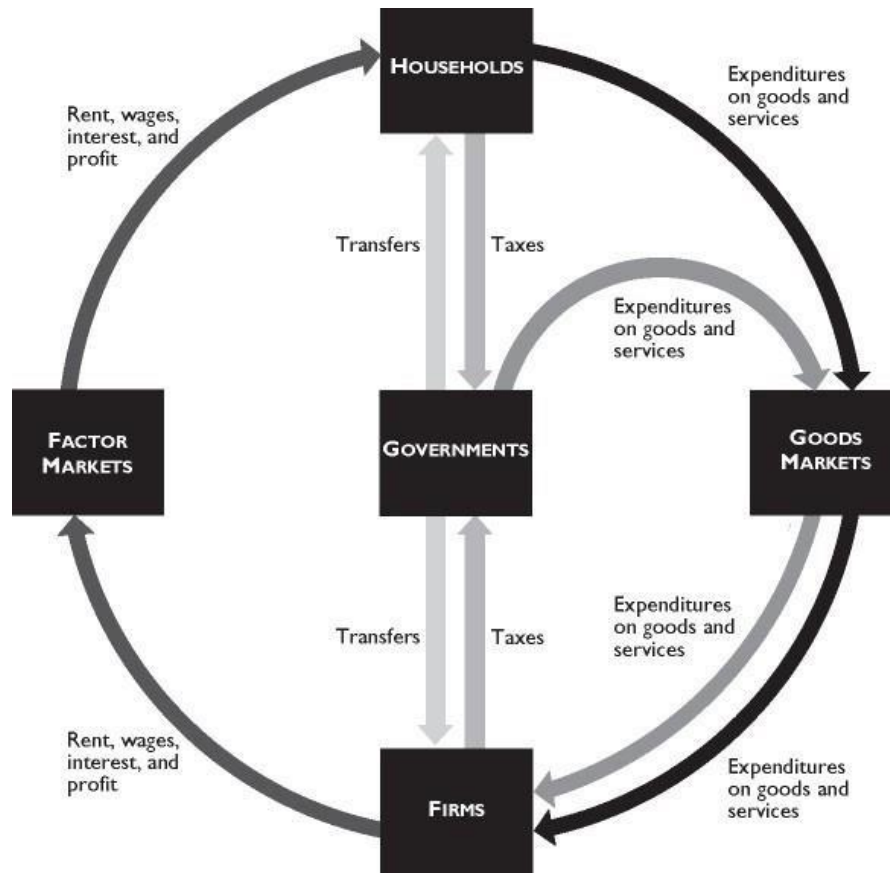 HOUSEHOLDS
Expenditures
on goods and
services
Rent, wages,
interest, and
profit
Transfers
Taxes
Expenditures
on goods and
services
FACTOR
MARKETS
GOVERNMENTS
GOODS
MARKETS
Transfers
Taxes
Expenditures
on goods and
services
Rent, wages,
interest, and
profit
FIRMS
Expenditures
on goods and
services